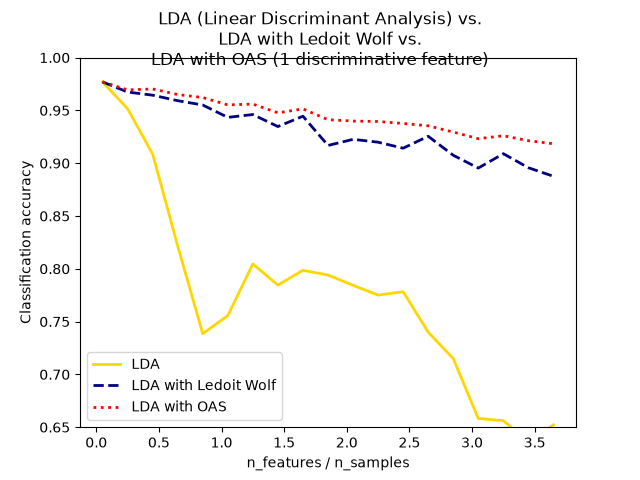 LDA (Linear Discriminant Analysis) vs.
LDA with Ledoit Wolf vs.
LDA with OAS (1 discriminative feature)
1.00
0.95
0.90
0.85
0.80
0.75
0.70
0.65
Classification accuracy
LDA
LDA with Ledoit Wolf
LDA with OAS
0.0 0.5 1.0 1.5 2.0 2.5 3.0 3.5
n_features / n_samples